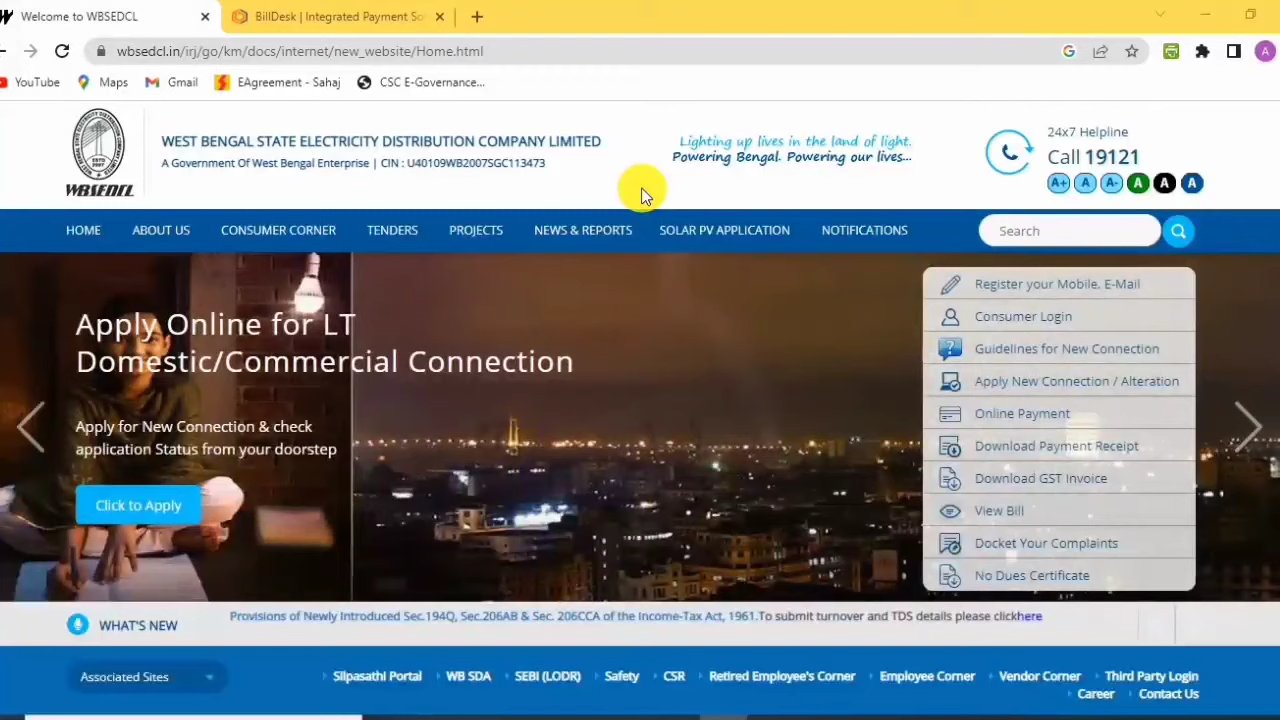 Welcome to WBSEDCL
BillDesk | Integrated Payment So
wbsedcl.in/irj/go/km/docs/internet/new_website/Home.html
A
YouTube
Maps
Gmail
EAgreement - Sahaj
CSC E-Governance...
ESTD 2007
WBSEDCL
WEST BENGAL STATE ELECTRICITY DISTRIBUTION COMPANY LIMITED
A Government Of West Bengal Enterprise | CIN : U40109WB2007SGC113473
Lighting up lives in the land of light.
Powering Bengal. Powering our lives...
24x7 Helpline
Call 19121
A+ A A- A A A
HOME ABOUT US CONSUMER CORNER TENDERS PROJECTS NEWS & REPORTS SOLAR PV APPLICATION NOTIFICATIONS
Search
Apply Online for LT
Domestic/Commercial Connection
Apply for New Connection & check
application Status from your doorstep
Click to Apply
Register your Mobile. E-Mail
Consumer Login
Guidelines for New Connection
Apply New Connection / Alteration
Online Payment
Download Payment Receipt
Download GST Invoice
View Bill
Docket Your Complaints
No Dues Certificate
WHAT'S NEW
Provisions of Newly Introduced Sec.194Q, Sec.206AB & Sec. 206CCA of the Income-Tax Act, 1961.To submit turnover and TDS details please clickhere
Associated Sites
Silpasathi Portal WB SDA SEBI (LODR) Safety CSR Retired Employee's Corner Employee Corner Vendor Corner Third Party Login
Career Contact Us